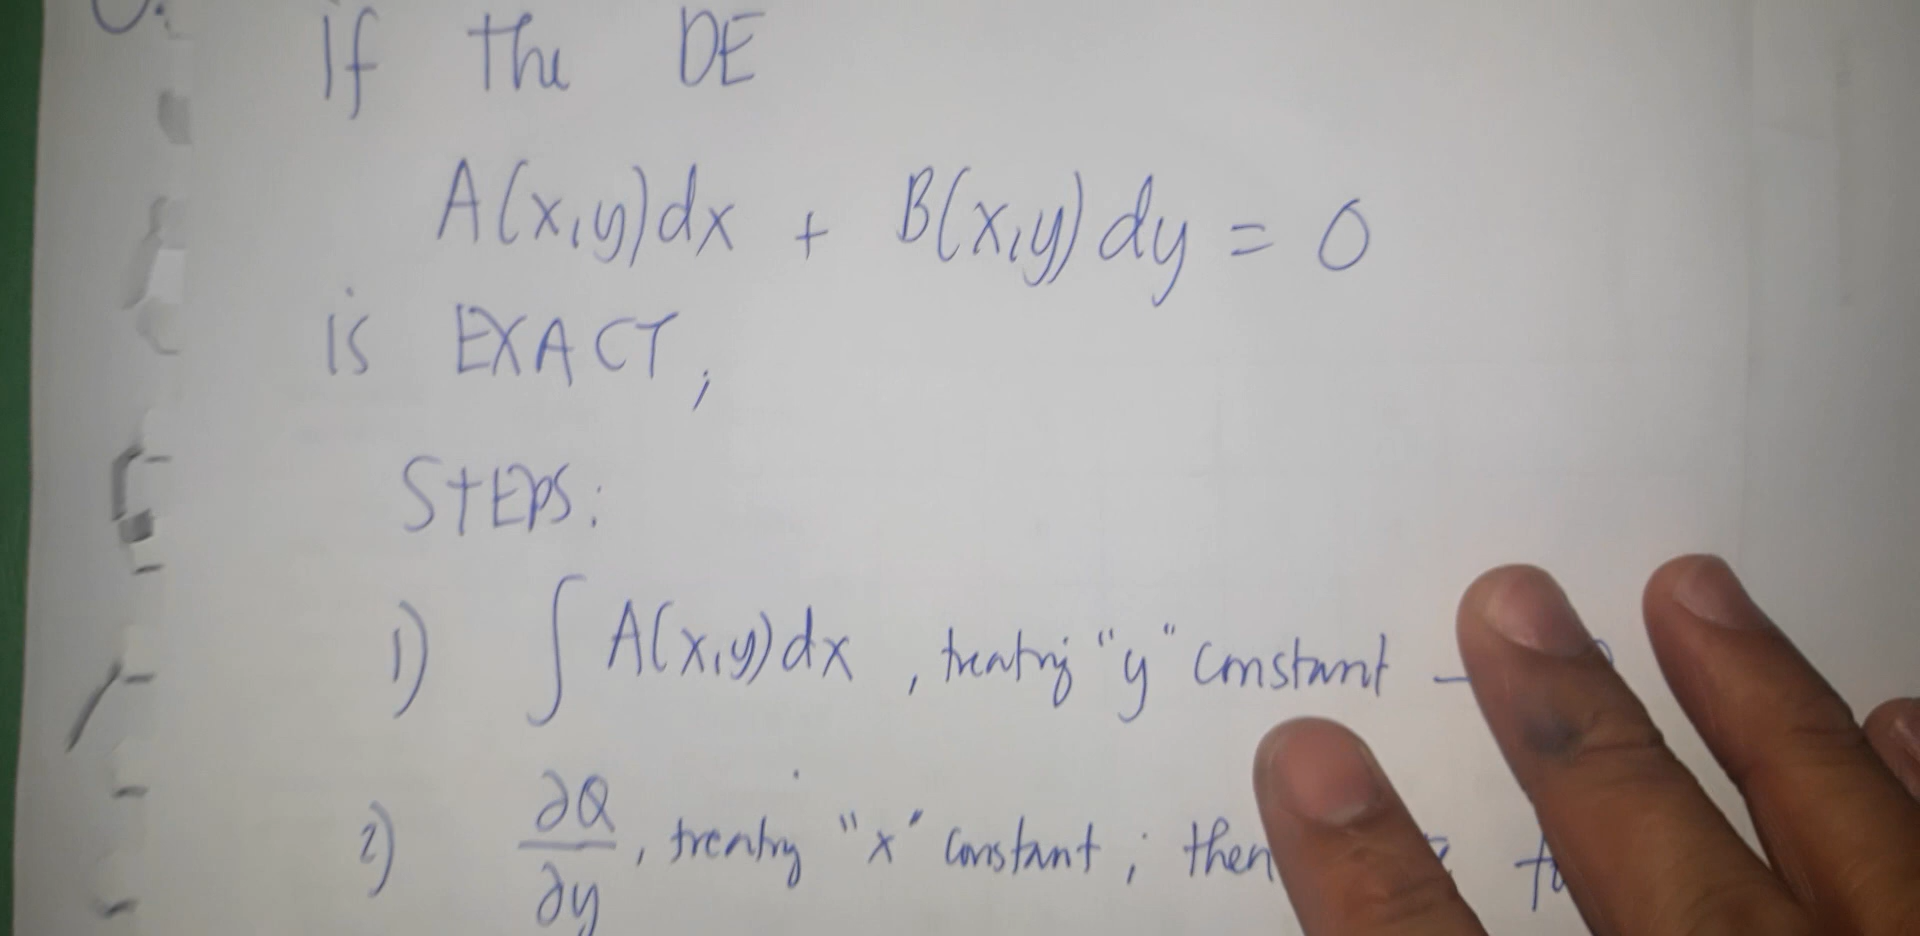 If the DE
A(x,y)dx + B(x,y)dy = 0
is EXACT,
STEPS:
1) ∫ A(x,y)dx , treating "y" constant —
2) ∂Q/∂y , treating "x" constant ; then